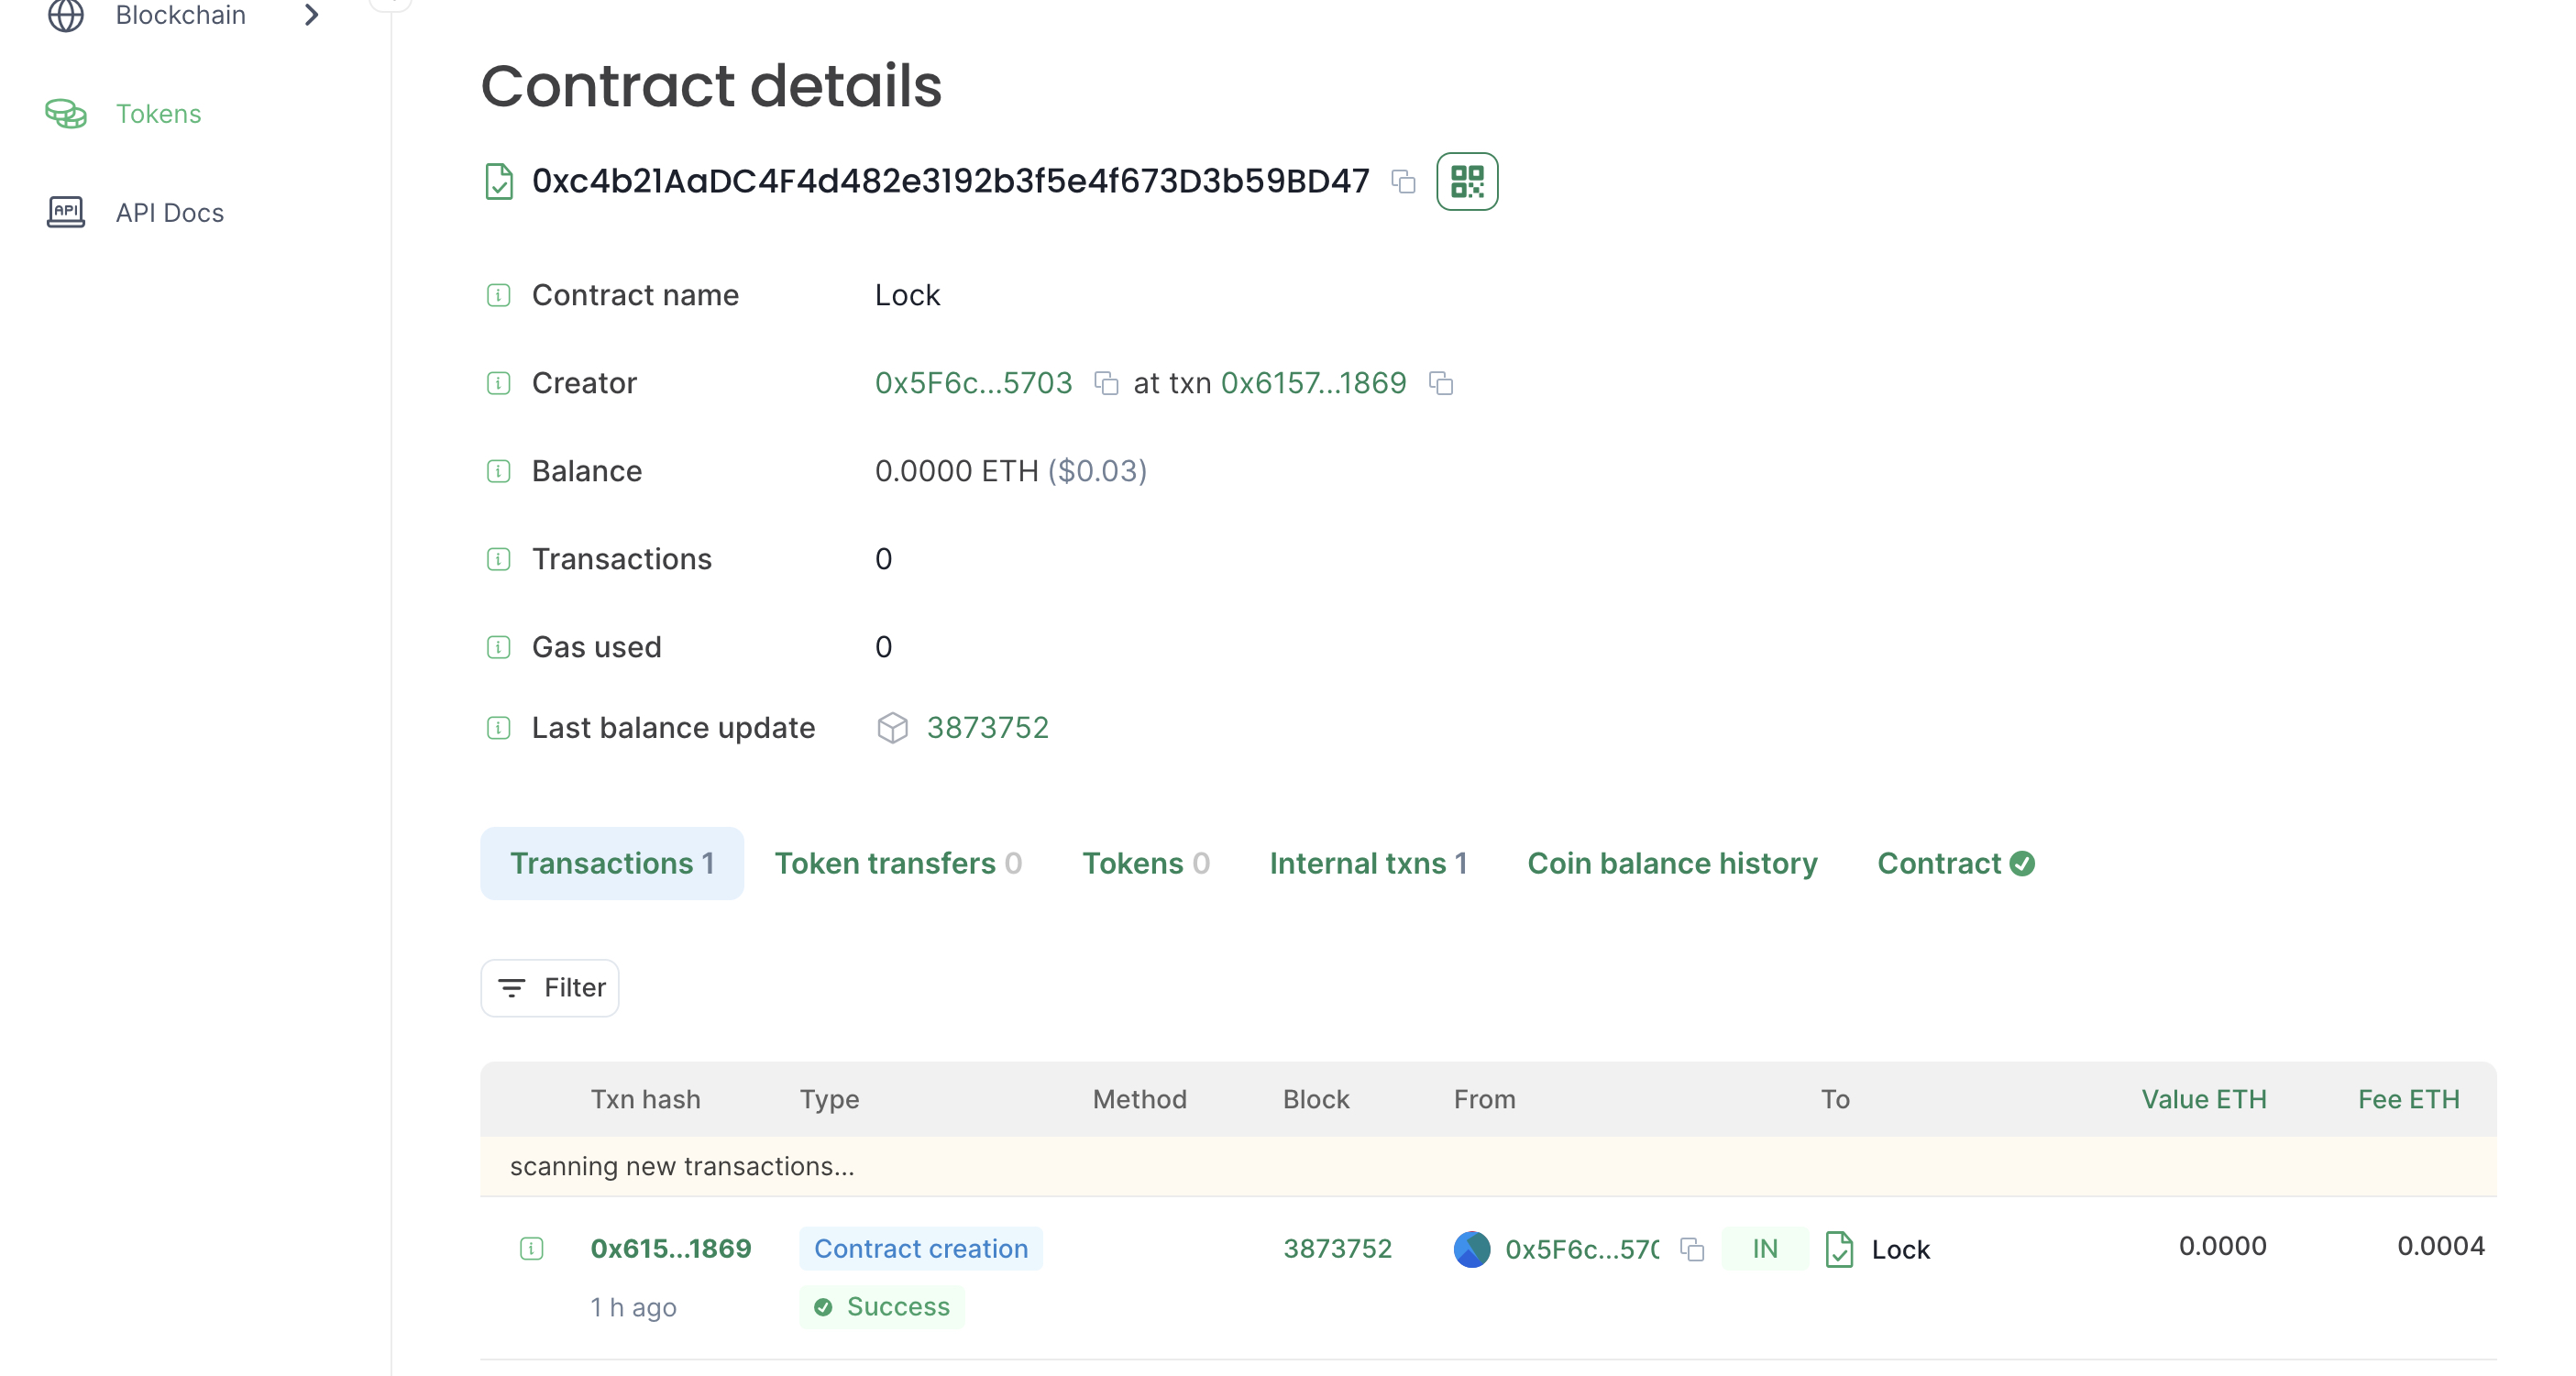 Blockchain
Tokens
API Docs
Contract details
0xc4b21AaDC4F4d482e3192b3f5e4f673D3b59BD47
Contract name Lock
Creator 0x5F6c...5703 at txn 0x6157...1869
Balance 0.0000 ETH ($0.03)
Transactions 0
Gas used 0
Last balance update 3873752
Transactions 1 Token transfers 0 Tokens 0 Internal txns 1 Coin balance history Contract
Filter
Txn hash Type Method Block From To Value ETH Fee ETH
scanning new transactions...
0x615...1869 Contract creation 3873752 0x5F6c...570 IN Lock 0.0000 0.0004
1 h ago Success